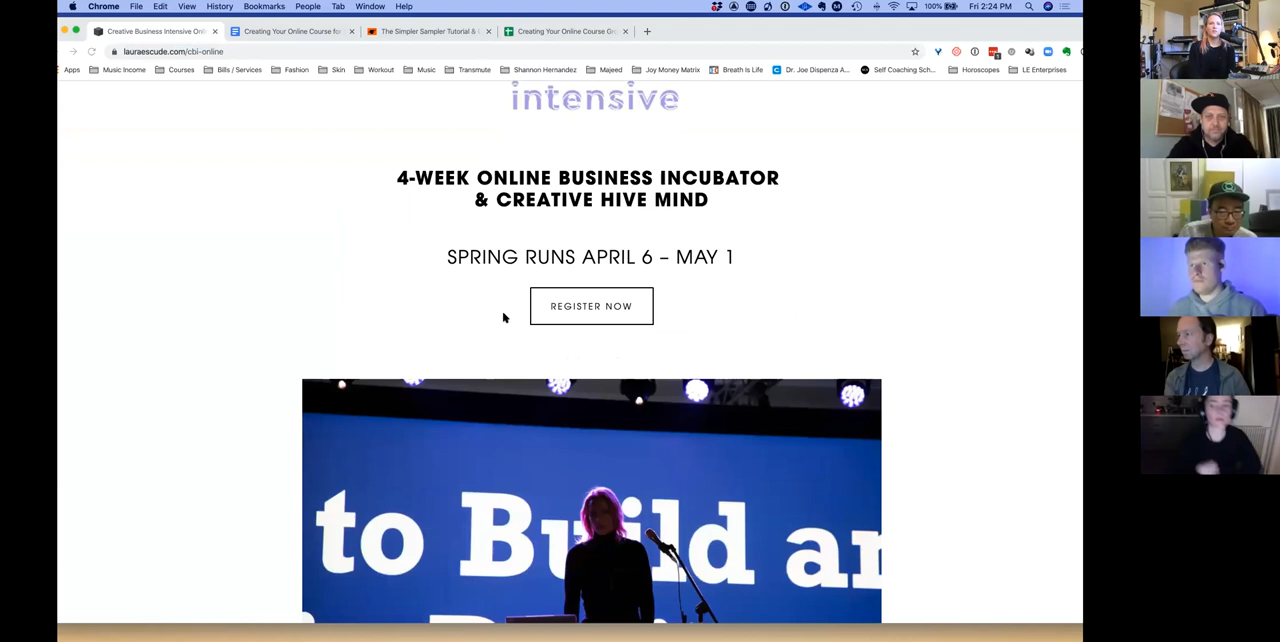 Chrome File Edit View History Bookmarks People Tab Window Help 100% Fri 2:24 PM
Creative Business Intensive Onl Creating Your Online Course for The Simpler Sampler Tutorial & Creating Your Online Course Gr
lauraescude.com/cbi-online
Apps Music Income Courses Bills / Services Fashion Skin Workout Music Transmute Shannon Hernandez Majeed Joy Money Matrix Breath Is Life Dr. Joe Dispenza A... Self Coaching Sch... Horoscopes LE Enterprises
intensive
4-WEEK ONLINE BUSINESS INCUBATOR
& CREATIVE HIVE MIND
SPRING RUNS APRIL 6 – MAY 1
REGISTER NOW
to Build an